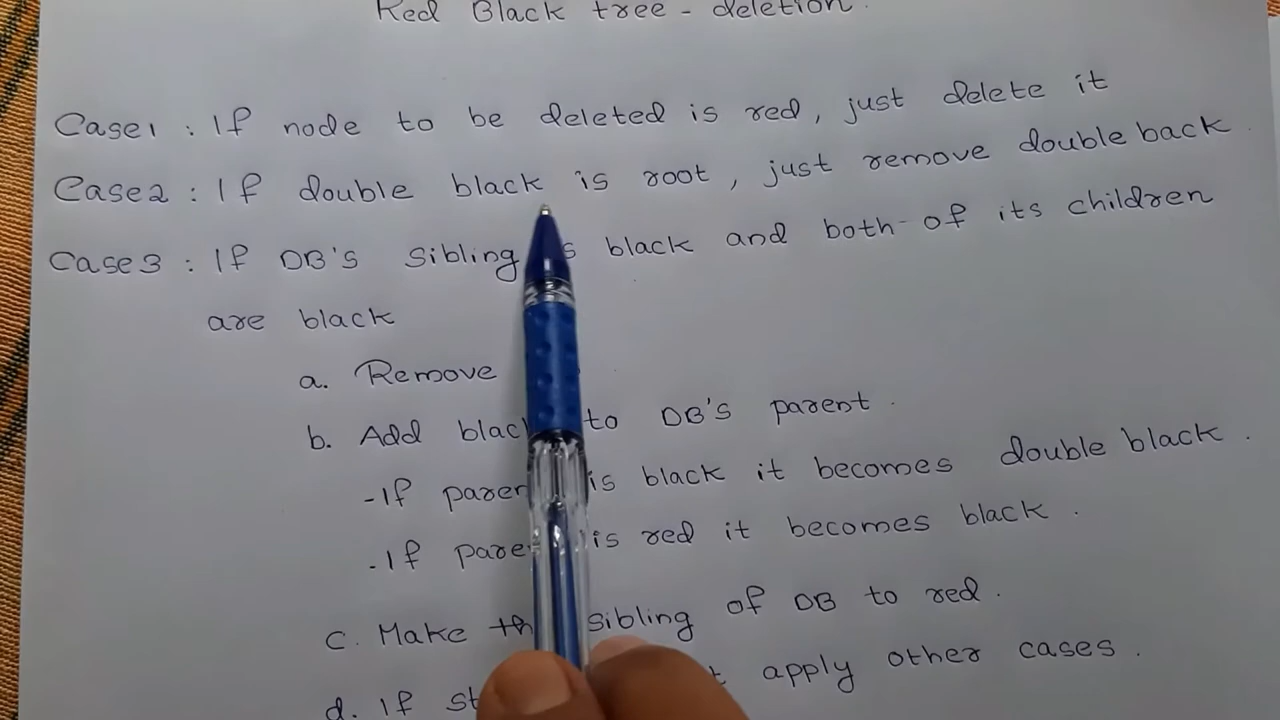 Red Black tree - deletion.
Case1 : If node to be deleted is red, just delete it
Case2 : If double black is root, just remove double back
Case3 : If DB's sibling black and both of its children
are black
a. Remove
b. Add to DB's parent.
-If is black it becomes double black.
-If is red it becomes black.
c. Make sibling of DB to red.
d. If apply other cases.